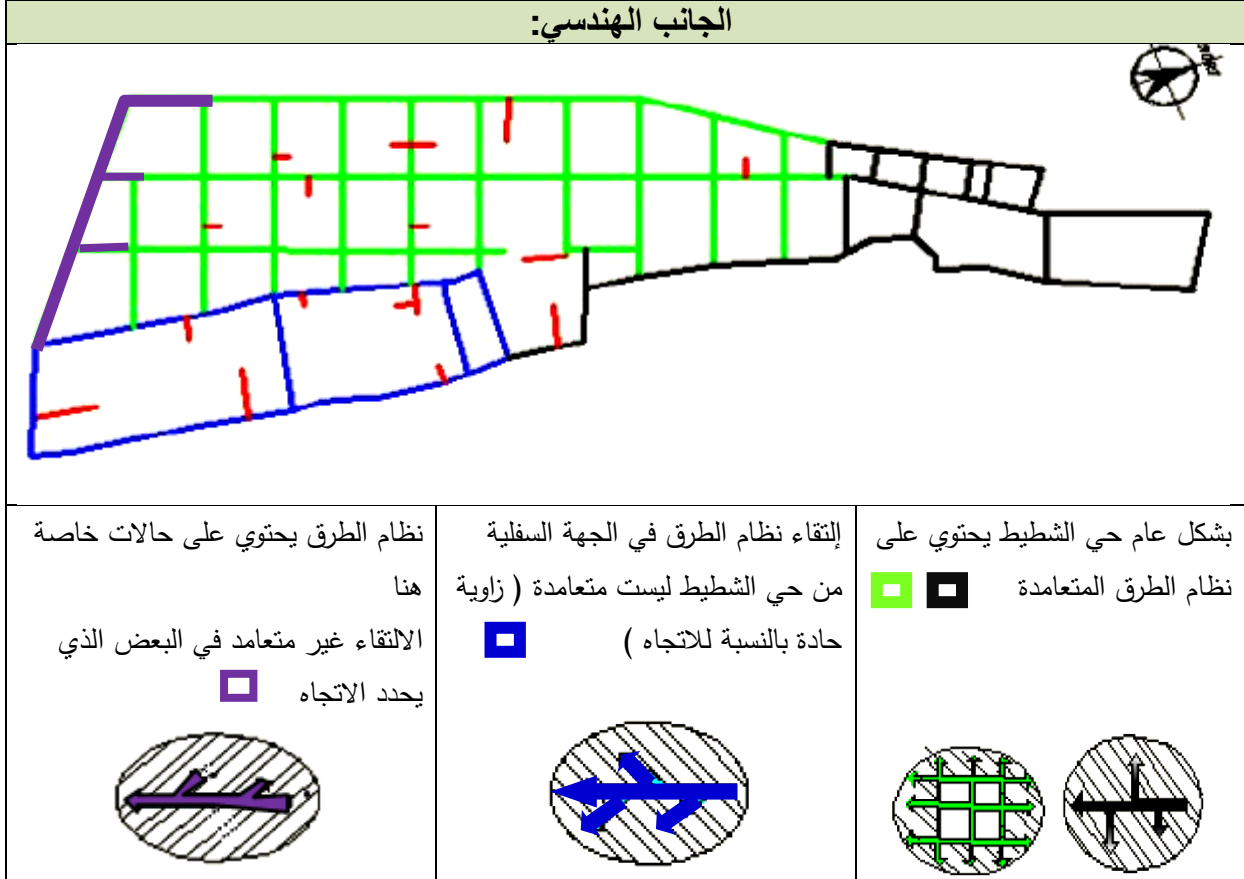 الجانب الهندسي:
بشكل عام حي الشطيط يحتوي على
نظام الطرق المتعامدة
إلتقاء نظام الطرق في الجهة السفلية
من حي الشطيط ليست متعامدة ( زاوية
حادة بالنسبة للاتجاه )
نظام الطرق يحتوي على حالات خاصة
هنا
الالتقاء غير متعامد في البعض الذي
يحدد الاتجاه